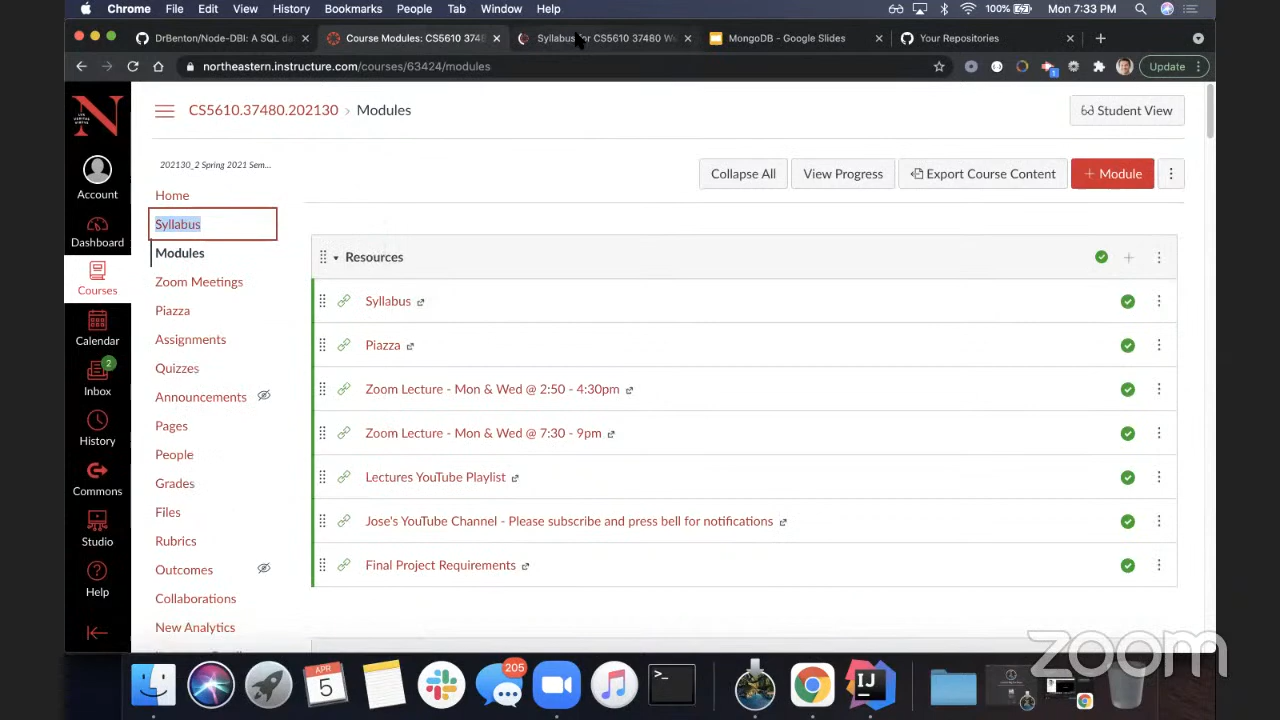 Chrome File Edit View History Bookmarks People Tab Window Help 100% Mon 7:33 PM
DrBenton/Node-DBI: A SQL da
Course Modules: CS5610 3748
Syllabus for CS5610 37480 W
MongoDB - Google Slides
Your Repositories
northeastern.instructure.com/courses/63424/modules
1
Update
N
CS5610.37480.202130 › Modules
Student View
202130_2 Spring 2021 Sem...
Collapse All
View Progress
Export Course Content
+ Module
Account
Dashboard
Courses
Calendar
2
Inbox
History
Commons
Studio
Help
Home
Syllabus
Modules
Zoom Meetings
Piazza
Assignments
Quizzes
Announcements
Pages
People
Grades
Files
Rubrics
Outcomes
Collaborations
New Analytics
Resources
Syllabus
Piazza
Zoom Lecture - Mon & Wed @ 2:50 - 4:30pm
Zoom Lecture - Mon & Wed @ 7:30 - 9pm
Lectures YouTube Playlist
Jose's YouTube Channel - Please subscribe and press bell for notifications
Final Project Requirements
zoom
APR
5
205
>_
IJ